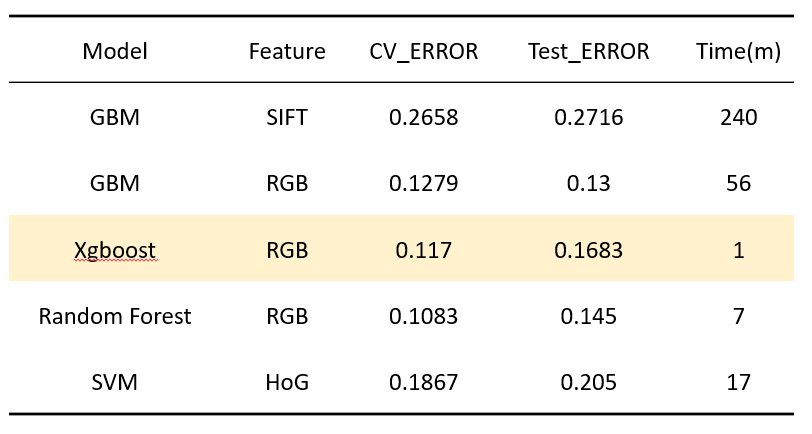 Model Feature CV_ERROR Test_ERROR Time(m)
GBM SIFT 0.2658 0.2716 240
GBM RGB 0.1279 0.13 56
Xgboost RGB 0.117 0.1683 1
Random Forest RGB 0.1083 0.145 7
SVM HoG 0.1867 0.205 17